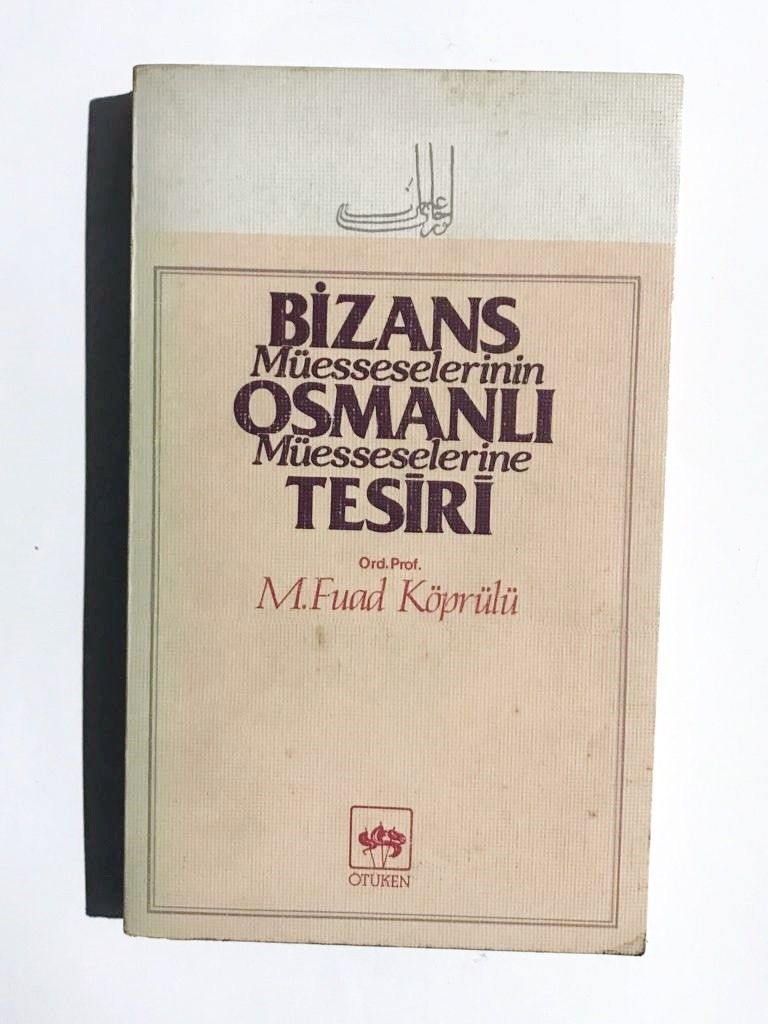 BİZANS
Müesseselerinin
OSMANLI
Müesseselerine
TESİRİ
Ord.Prof.
M.Fuad Köprülü
ÖTÜKEN